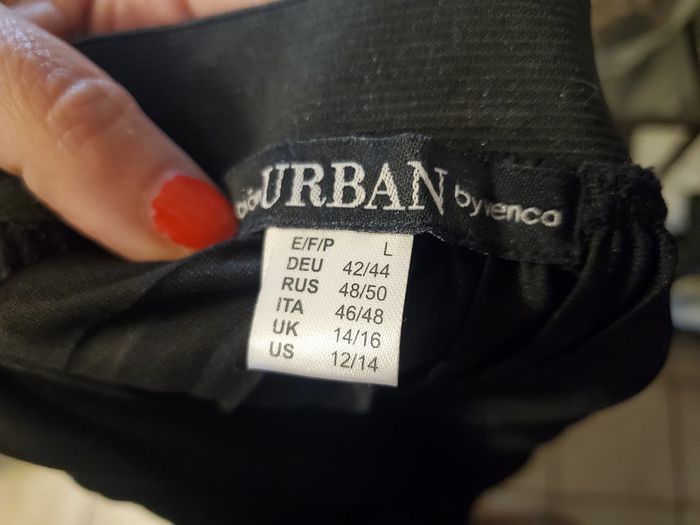 URBAN byvenca
E/F/P L
DEU 42/44
RUS 48/50
ITA 46/48
UK 14/16
US 12/14